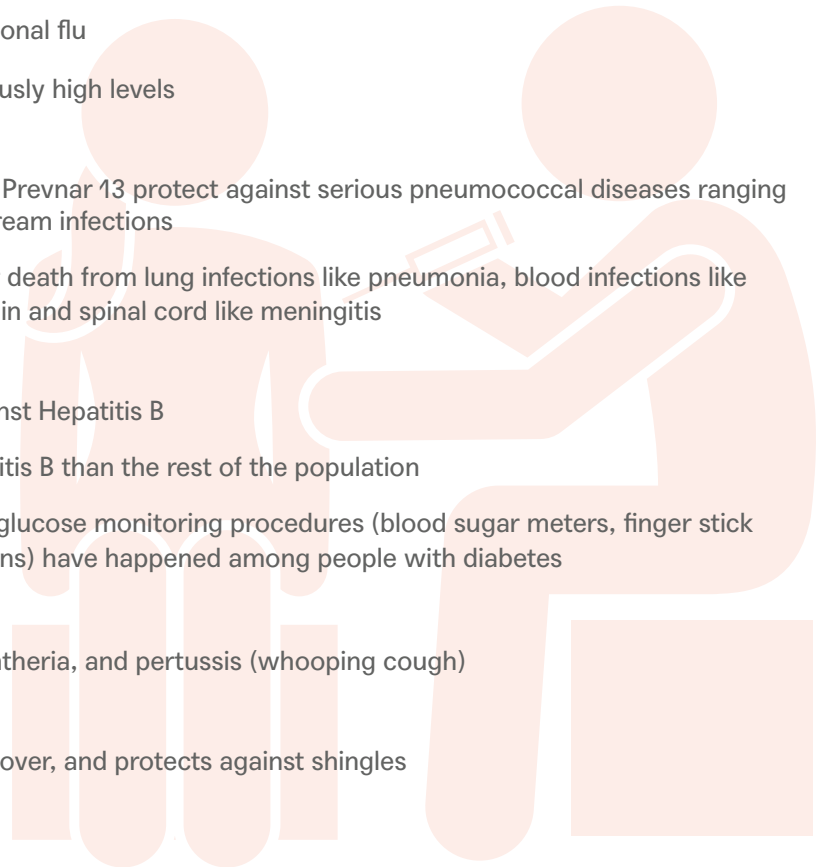 onal flu
usly high levels
Prevnar 13 protect against serious pneumococcal diseases ranging
ream infections
death from lung infections like pneumonia, blood infections like
in and spinal cord like meningitis
nst Hepatitis B
itis B than the rest of the population
glucose monitoring procedures (blood sugar meters, finger stick
ns) have happened among people with diabetes
theria, and pertussis (whooping cough)
over, and protects against shingles